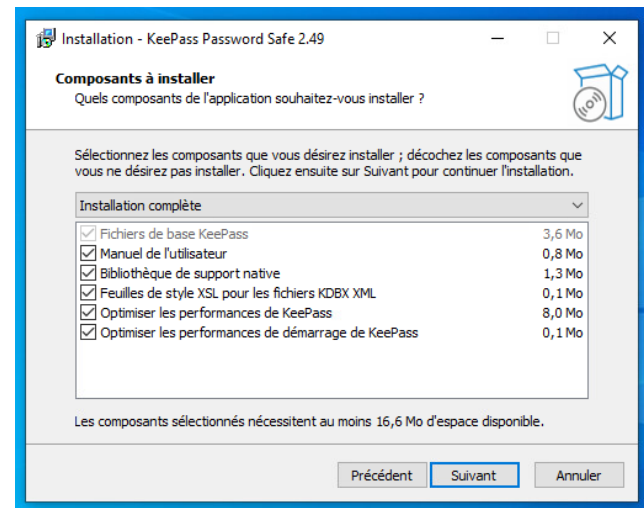 Installation - KeePass Password Safe 2.49
Composants à installer
Quels composants de l'application souhaitez-vous installer ?
Sélectionnez les composants que vous désirez installer ; décochez les composants que
vous ne désirez pas installer. Cliquez ensuite sur Suivant pour continuer l'installation.
Installation complète
Fichiers de base KeePass 3,6 Mo
Manuel de l'utilisateur 0,8 Mo
Bibliothèque de support native 1,3 Mo
Feuilles de style XSL pour les fichiers KDBX XML 0,1 Mo
Optimiser les performances de KeePass 8,0 Mo
Optimiser les performances de démarrage de KeePass 0,1 Mo
Les composants sélectionnés nécessitent au moins 16,6 Mo d'espace disponible.
Précédent Suivant Annuler